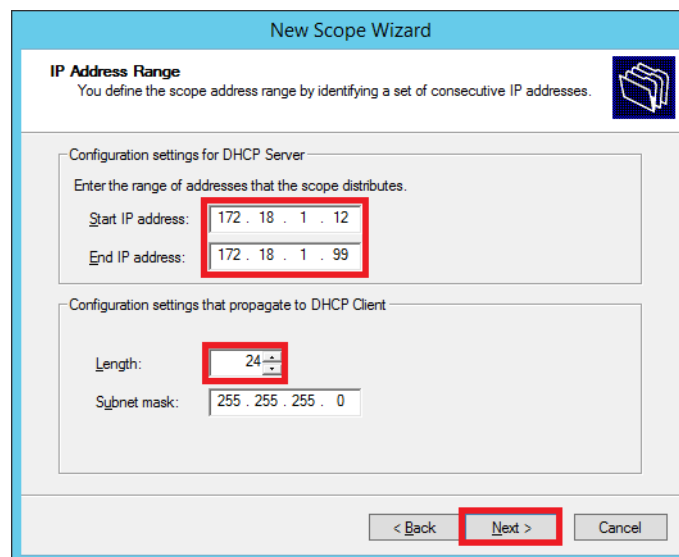 New Scope Wizard
IP Address Range
You define the scope address range by identifying a set of consecutive IP addresses.
Configuration settings for DHCP Server
Enter the range of addresses that the scope distributes.
Start IP address: 172 . 18 . 1 . 12
End IP address: 172 . 18 . 1 . 99
Configuration settings that propagate to DHCP Client
Length: 24
Subnet mask: 255 . 255 . 255 . 0
< Back Next > Cancel